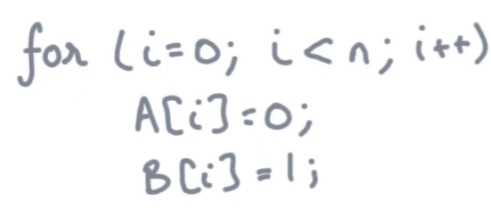 for (i=0; i<n; i++)
A[i]=0;
B[i]=1;